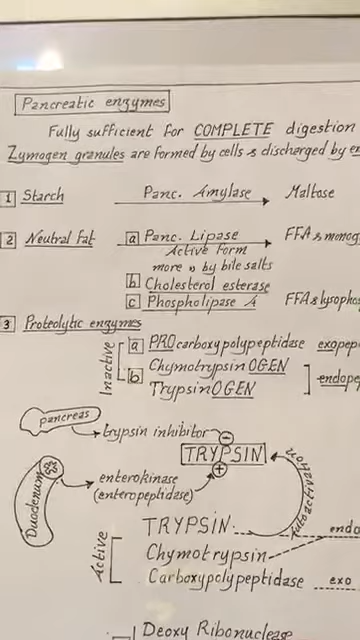 Pancreatic enzymes
Fully sufficient for COMPLETE digestion
Zymogen granules are formed by cells & discharged by
1 Starch Panc. Amylase Maltose
2 Neutral Fat a Panc. Lipase FFA & monog
Active Form
more by bile salts
b Cholesterol esterase
c Phospholipase A FFA & lysopho
3 Proteolytic enzymes
Inactive
a PROcarboxypolypeptidase exopep
b ChymotrypsinOGEN
TrypsinOGEN
endope
pancreas
trypsin inhibitor -
TRYPSIN
+
Duodenum
enterokinase
(enteropeptidase)
autoactivation
Active
TRYPSIN endo
Chymotrypsin
Carboxypolypeptidase exo
Deoxy Ribonuclease